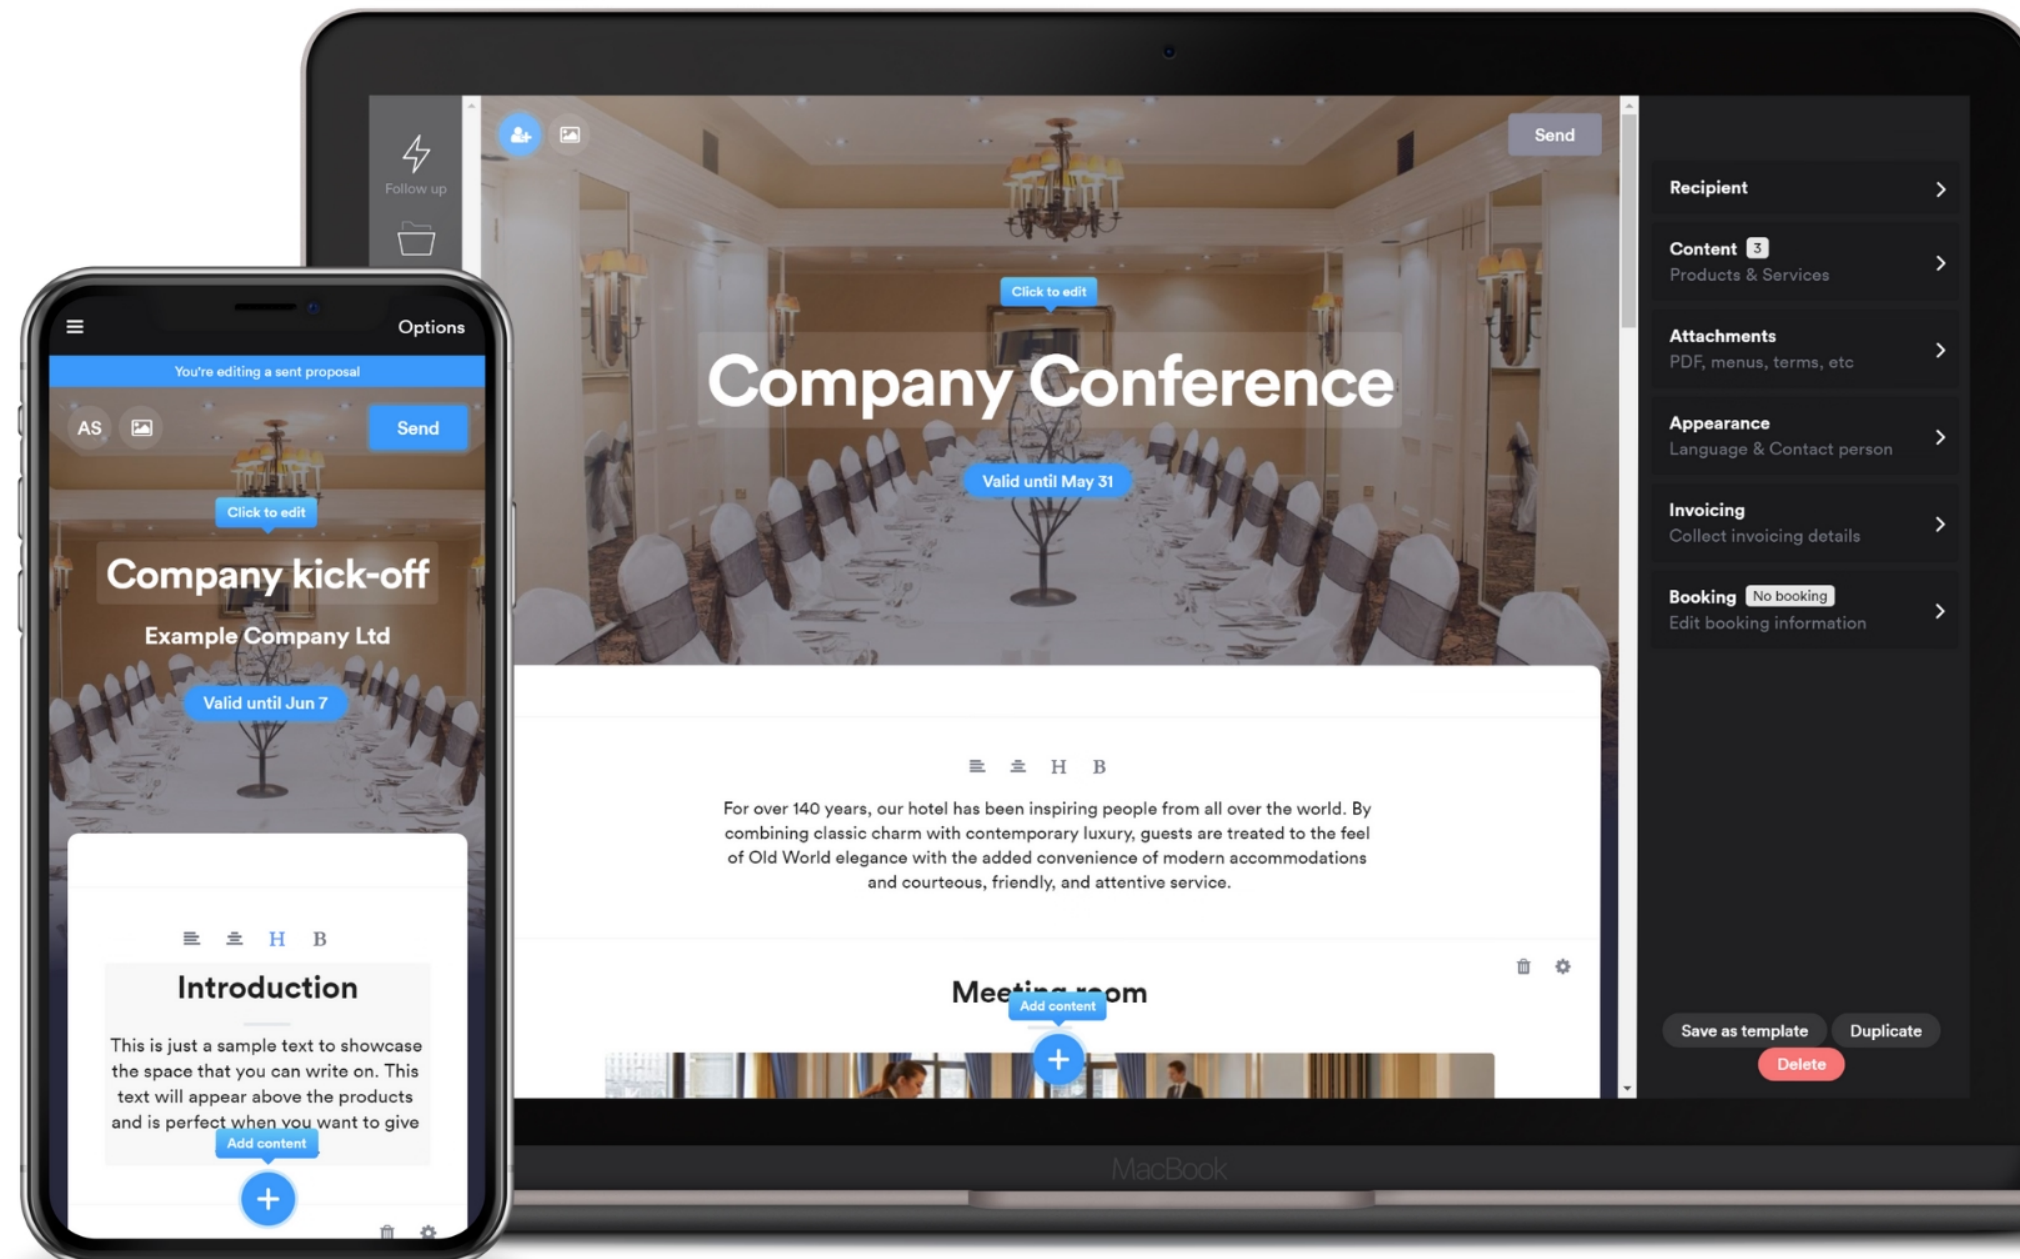 Follow up
Send
Click to edit
Company Conference
Valid until May 31
H B
For over 140 years, our hotel has been inspiring people from all over the world. By
combining classic charm with contemporary luxury, guests are treated to the feel
of Old World elegance with the added convenience of modern accommodations
and courteous, friendly, and attentive service.
Meeting room
Add content
Recipient
Content 3
Products & Services
Attachments
PDF, menus, terms, etc
Appearance
Language & Contact person
Invoicing
Collect invoicing details
Booking No booking
Edit booking information
Save as template Duplicate
Delete
MacBook
Options
You're editing a sent proposal
AS
Send
Click to edit
Company kick-off
Example Company Ltd
Valid until Jun 7
H B
Introduction
This is just a sample text to showcase
the space that you can write on. This
text will appear above the products
and is perfect when you want to give
Add content